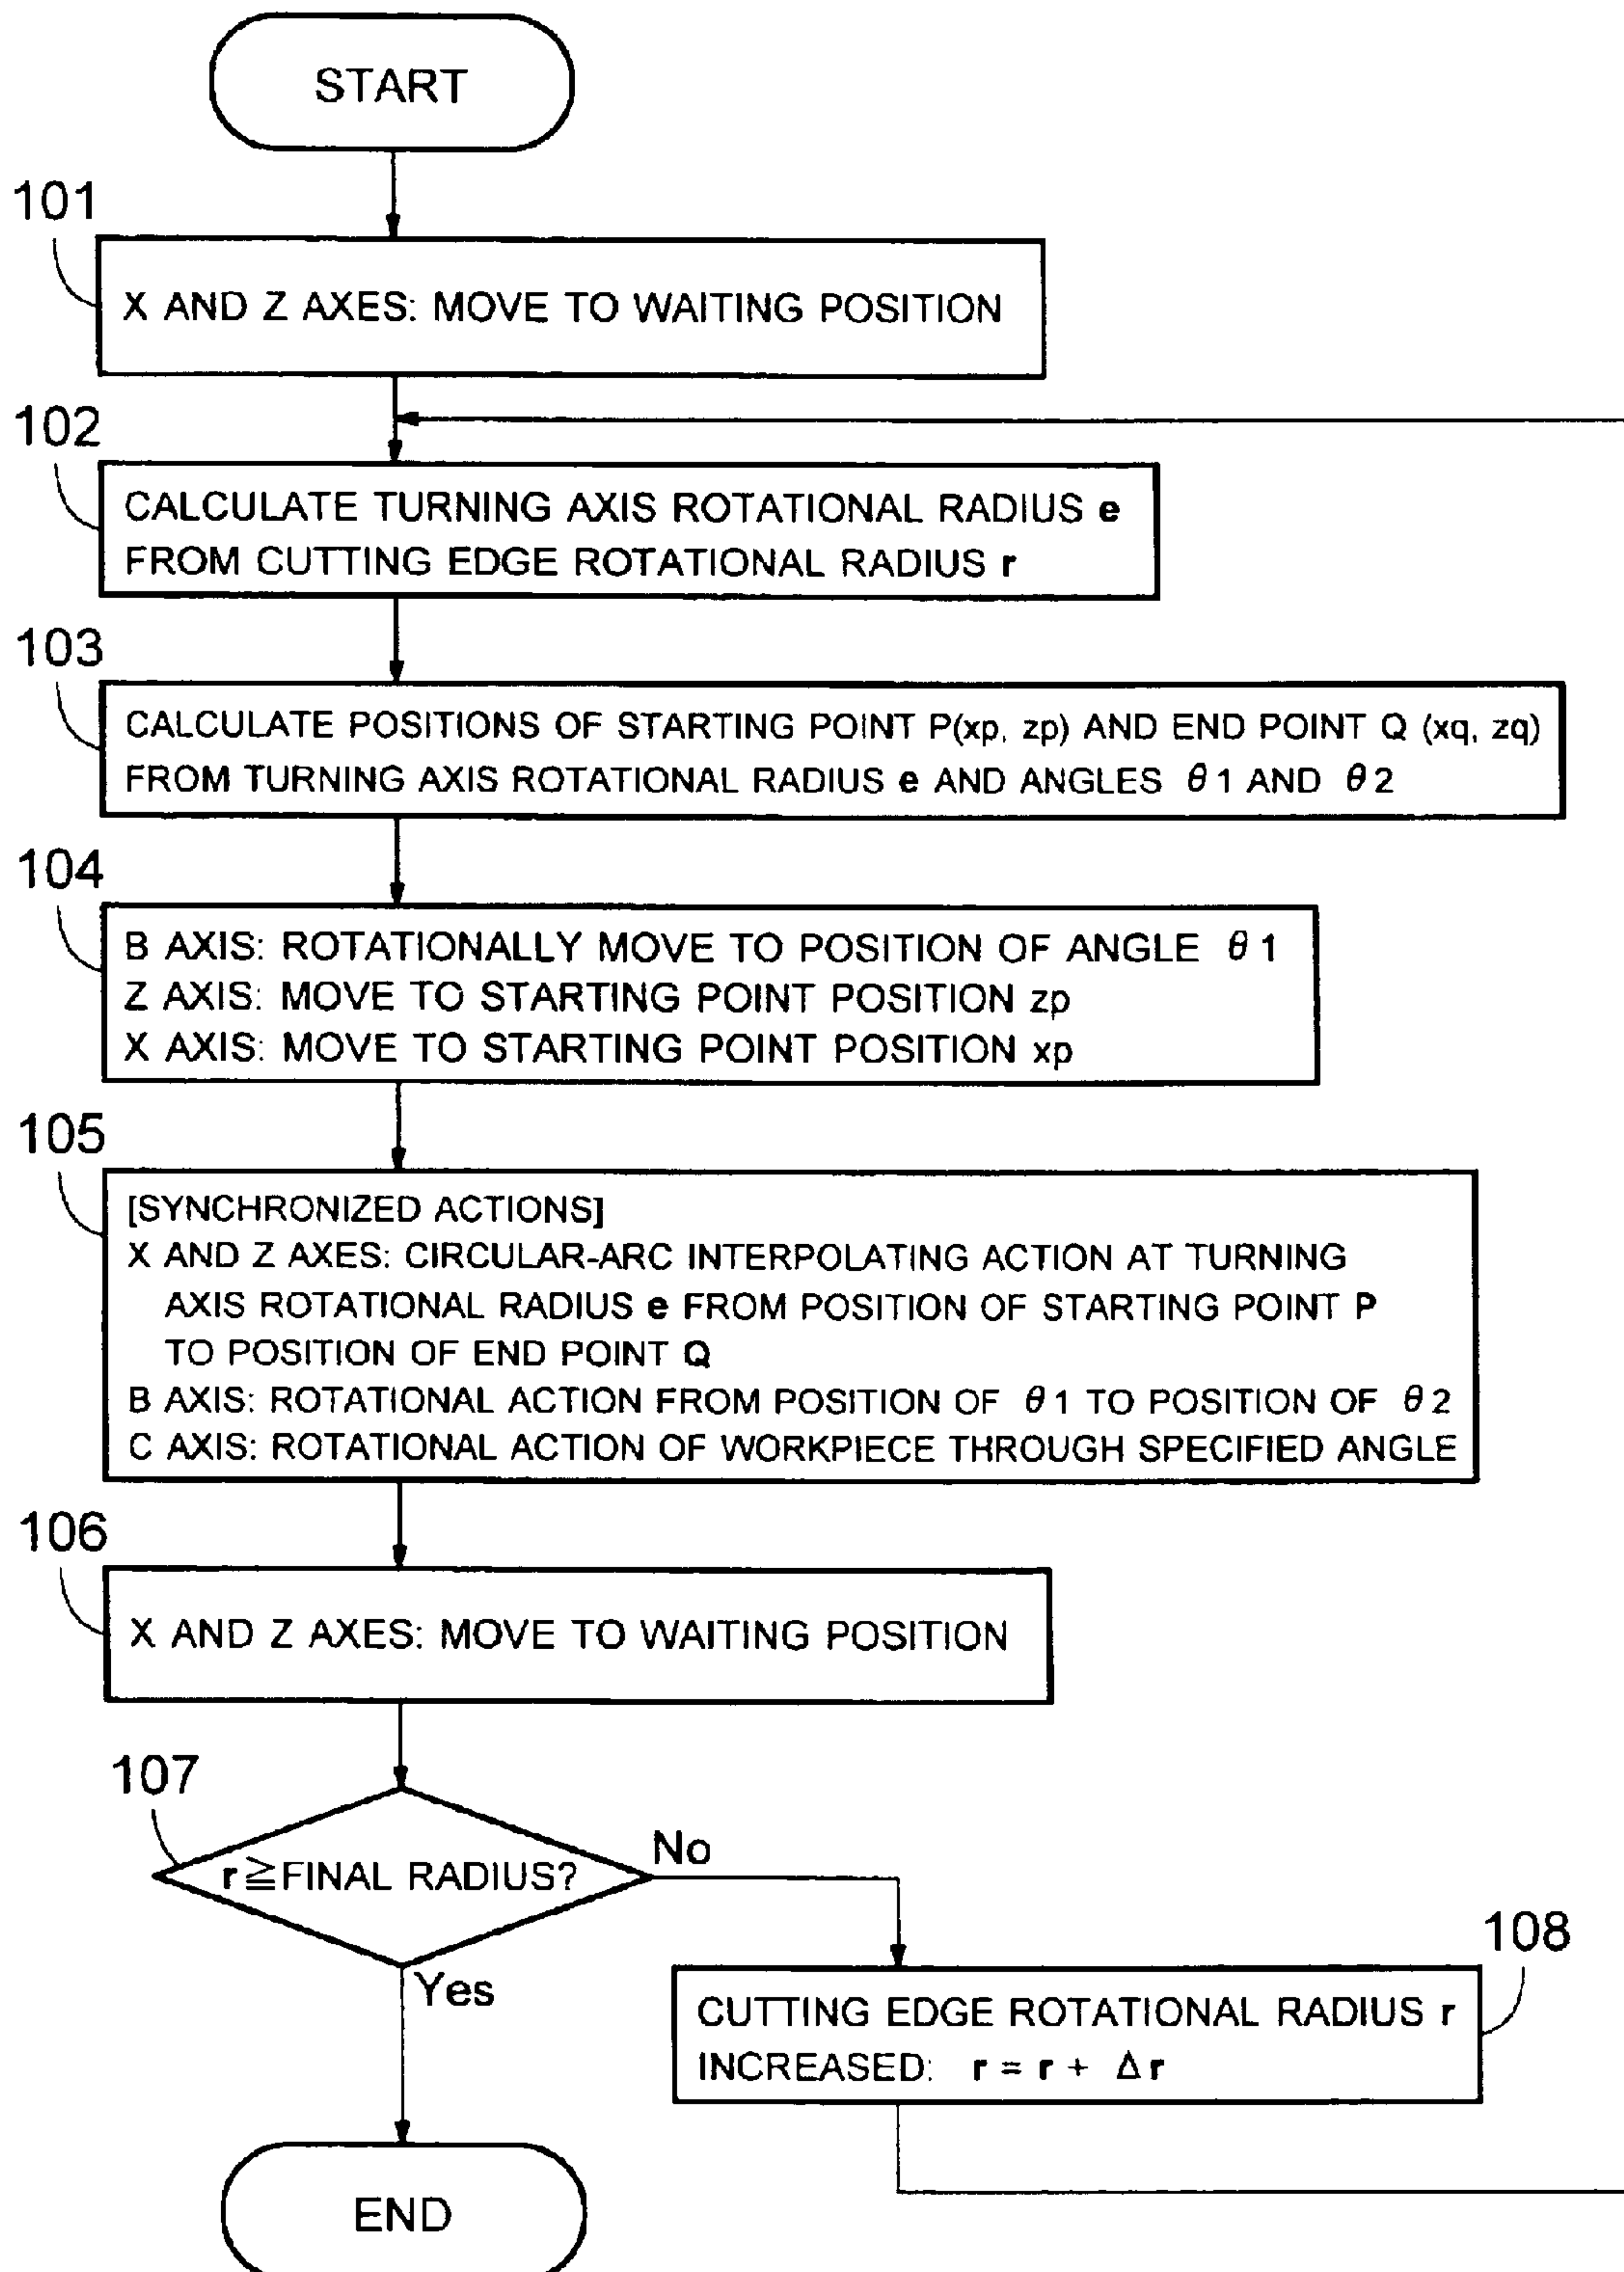 START
101
X AND Z AXES: MOVE TO WAITING POSITION
102
CALCULATE TURNING AXIS ROTATIONAL RADIUS e
FROM CUTTING EDGE ROTATIONAL RADIUS r
103
CALCULATE POSITIONS OF STARTING POINT P(xp, zp) AND END POINT Q (xq, zq)
FROM TURNING AXIS ROTATIONAL RADIUS e AND ANGLES θ1 AND θ2
104
B AXIS: ROTATIONALLY MOVE TO POSITION OF ANGLE θ1
Z AXIS: MOVE TO STARTING POINT POSITION zp
X AXIS: MOVE TO STARTING POINT POSITION xp
105
[SYNCHRONIZED ACTIONS]
X AND Z AXES: CIRCULAR-ARC INTERPOLATING ACTION AT TURNING
AXIS ROTATIONAL RADIUS e FROM POSITION OF STARTING POINT P
TO POSITION OF END POINT Q
B AXIS: ROTATIONAL ACTION FROM POSITION OF θ1 TO POSITION OF θ2
C AXIS: ROTATIONAL ACTION OF WORKPIECE THROUGH SPECIFIED ANGLE
106
X AND Z AXES: MOVE TO WAITING POSITION
107
r≧FINAL RADIUS?
No
Yes
108
CUTTING EDGE ROTATIONAL RADIUS r
INCREASED: r = r + Δr
END